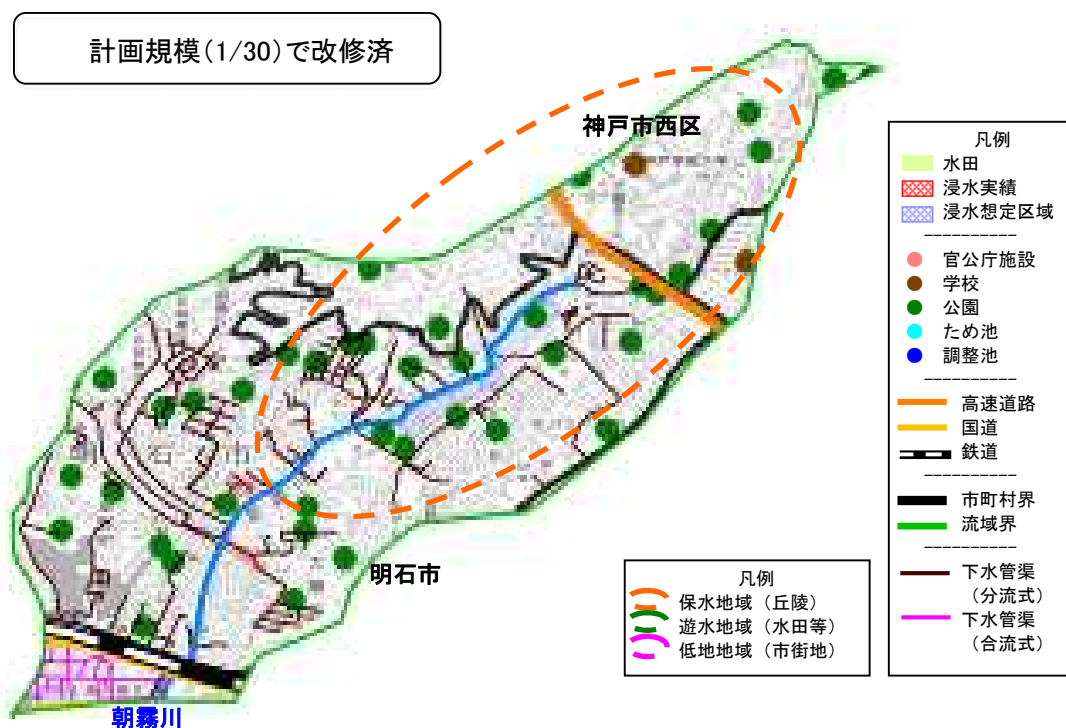 計画規模(1/30)で改修済
神戸市西区
明石市
朝霧川
石
市
凡例
水田
浸水実績
浸水想定区域
----------
官公庁施設
学校
公園
ため池
調整池
----------
高速道路
国道
鉄道
----------
市町村界
流域界
----------
下水管渠
(分流式)
下水管渠
(合流式)
凡例
保水地域(丘陵)
遊水地域(水田等)
低地地域(市街地)